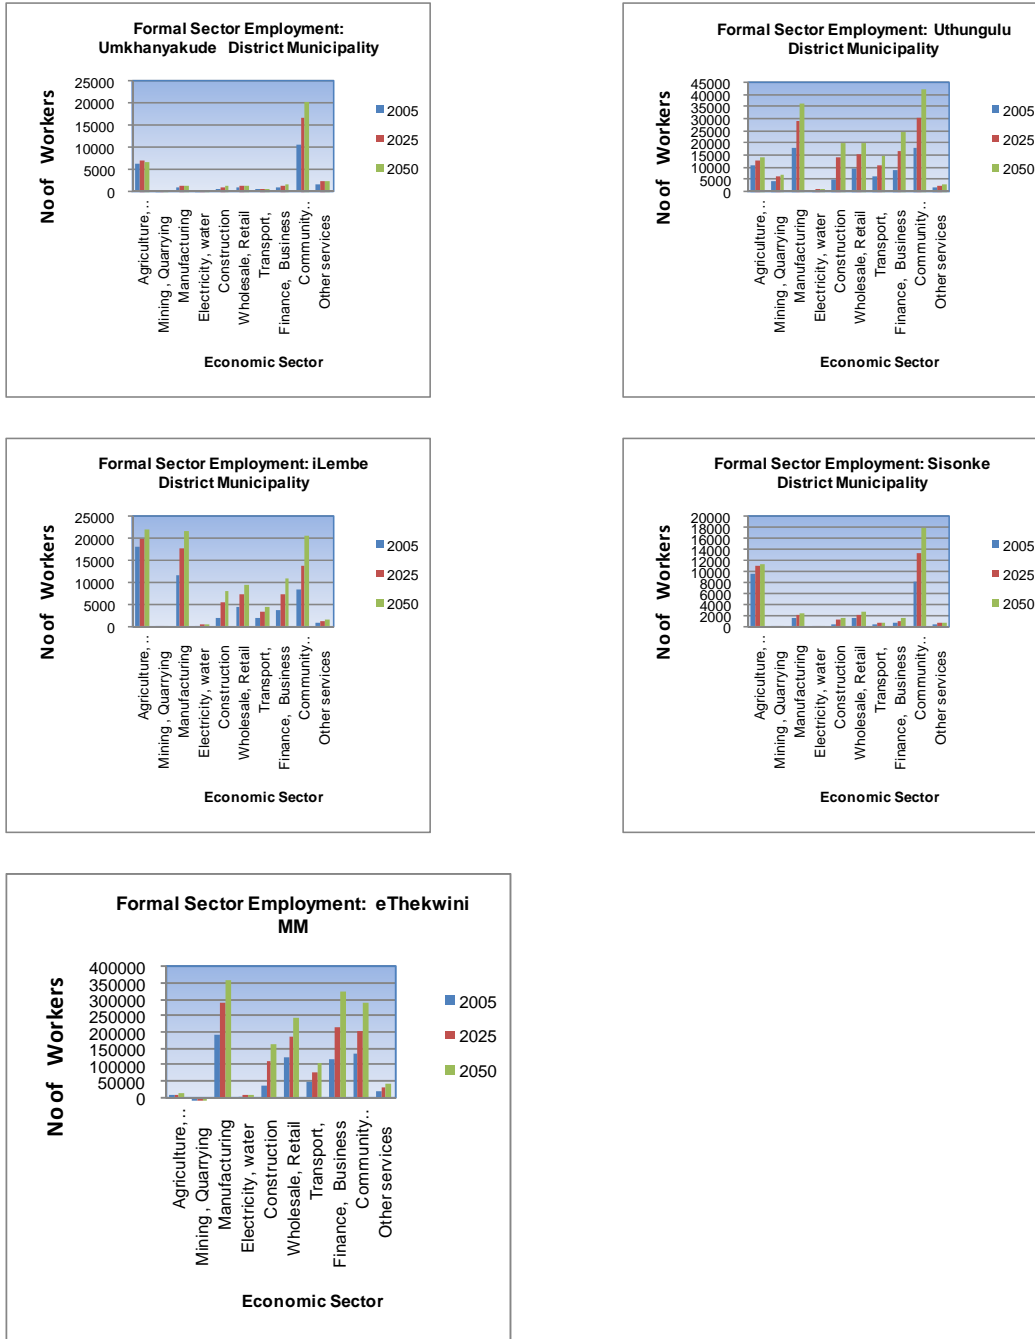 Formal Sector Employment:
Umkhanyakude District Municipality
No of Workers
25000
20000
15000
10000
5000
0
2005
2025
2050
Agriculture,..
Mining , Quarrying
Manufacturing
Electricity, water
Construction
Wholesale, Retail
Transport,
Finance, Business
Community..
Other services
Economic Sector
Formal Sector Employment: Uthungulu
District Municipality
No of Workers
45000
40000
35000
30000
25000
20000
15000
10000
5000
0
2005
2025
2050
Agriculture,..
Mining , Quarrying
Manufacturing
Electricity, water
Construction
Wholesale, Retail
Transport,
Finance, Business
Community..
Other services
Economic Sector
Formal Sector Employment: iLembe
District Municipality
No of Workers
25000
20000
15000
10000
5000
0
2005
2025
2050
Agriculture,..
Mining , Quarrying
Manufacturing
Electricity, water
Construction
Wholesale, Retail
Transport,
Finance, Business
Community..
Other services
Economic Sector
Formal Sector Employment: Sisonke
District Municipality
No of Workers
20000
18000
16000
14000
12000
10000
8000
6000
4000
2000
0
2005
2025
2050
Agriculture,..
Mining , Quarrying
Manufacturing
Electricity, water
Construction
Wholesale, Retail
Transport,
Finance, Business
Community..
Other services
Economic Sector
Formal Sector Employment: eThekwini
MM
No of Workers
400000
350000
300000
250000
200000
150000
100000
50000
0
2005
2025
2050
Agriculture,..
Mining , Quarrying
Manufacturing
Electricity, water
Construction
Wholesale, Retail
Transport,
Finance, Business
Community..
Other services
Economic Sector